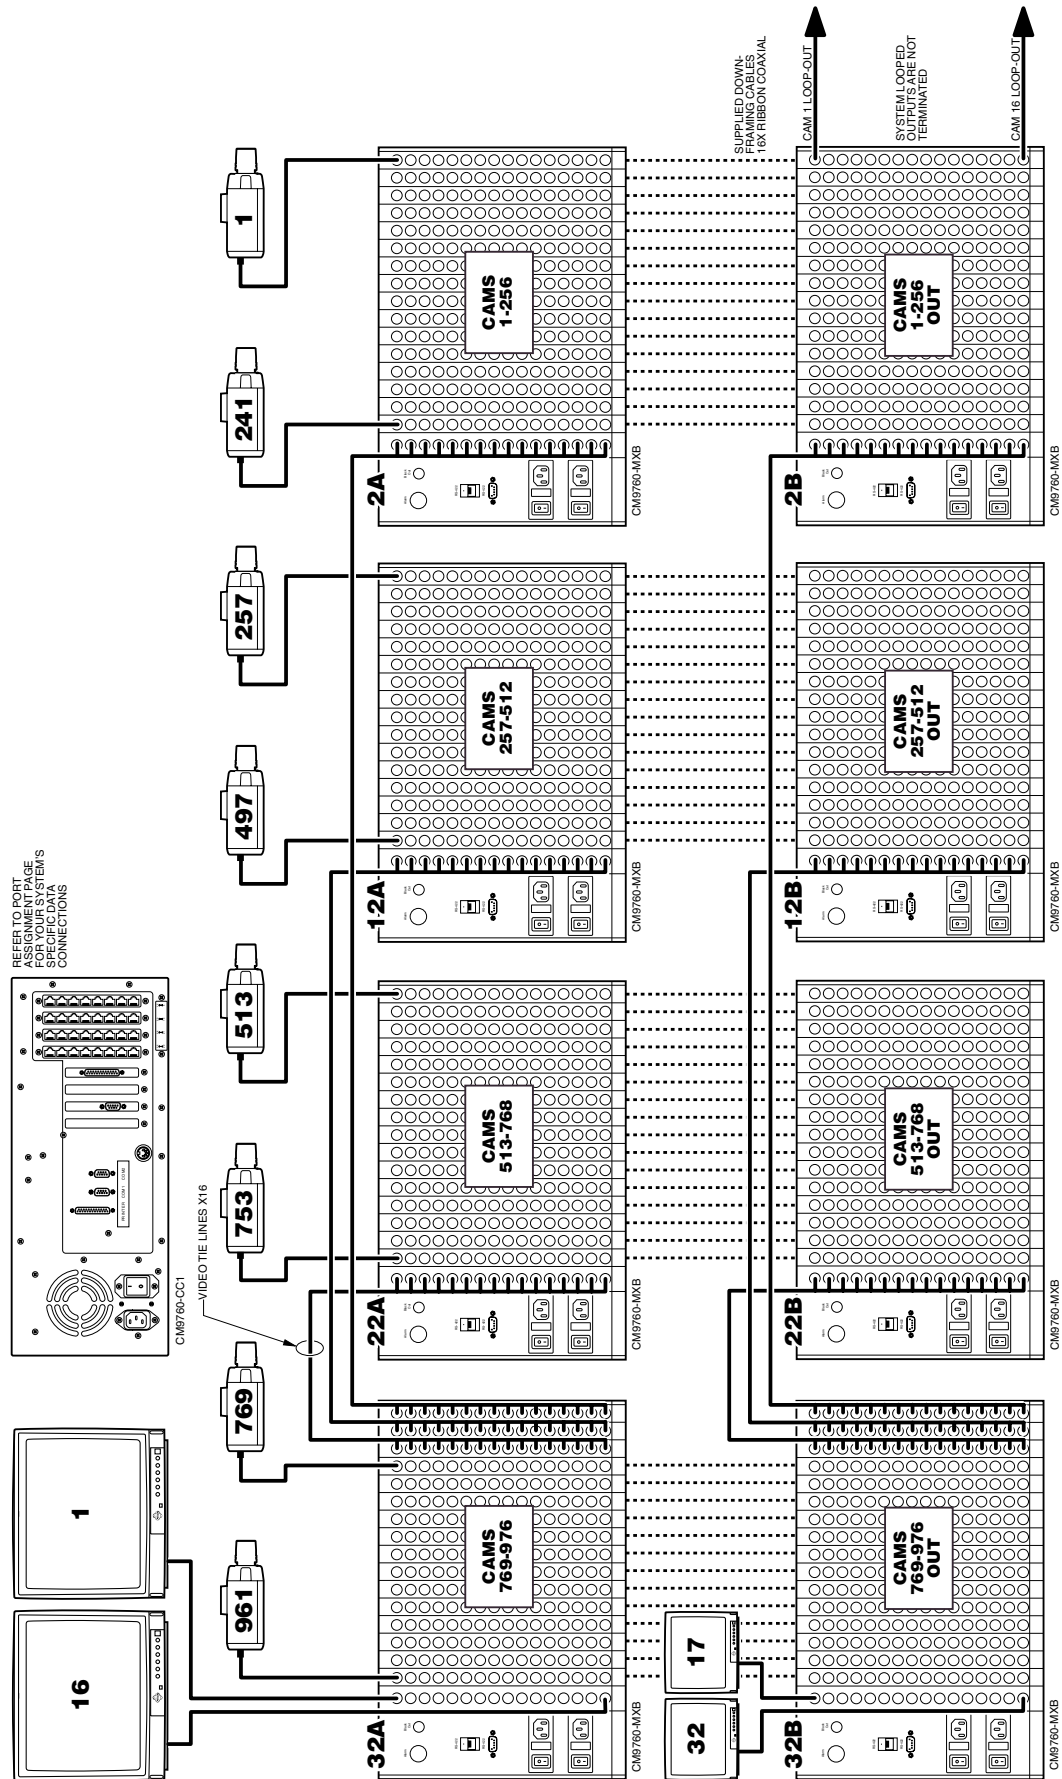 REFER TO PORT
ASSIGNMENT PAGE
FOR YOUR SYSTEM'S
SPECIFIC DATA
CONNECTIONS
PRINTER COM 1 COM2
CM9760-CC1
VIDEO TIE LINES X16
16
1
961
769
753
513
497
257
241
1
32A
CAMS
769-976
CM9760-MXB
22A
CAMS
513-768
CM9760-MXB
12A
CAMS
257-512
CM9760-MXB
2A
CAMS
1-256
CM9760-MXB
SUPPLIED DOWN-
FRAMING CABLES
16X RIBBON COAXIAL
32
17
32B
CAMS
769-976
OUT
CM9760-MXB
22B
CAMS
513-768
OUT
CM9760-MXB
12B
CAMS
257-512
OUT
CM9760-MXB
2B
CAMS
1-256
OUT
CM9760-MXB
CAM 1 LOOP-OUT
SYSTEM LOOPED
OUTPUTS ARE NOT
TERMINATED
CAM 16 LOOP-OUT